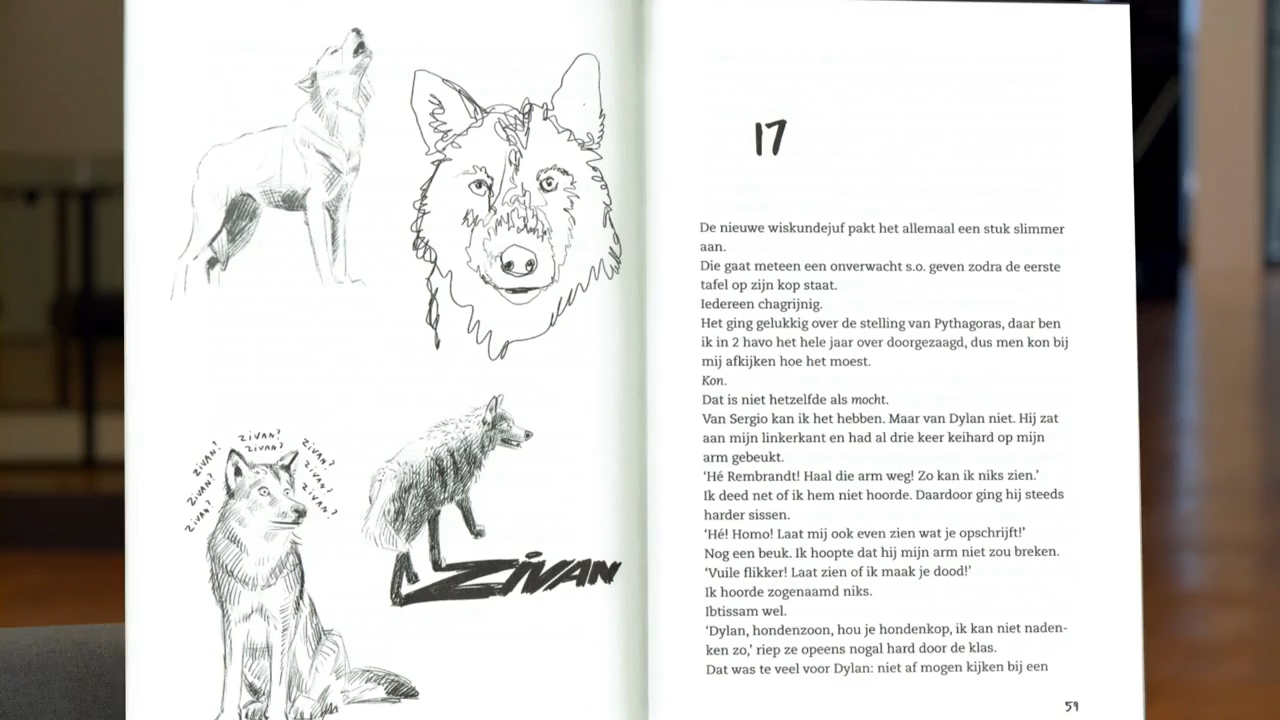 ZIVAN?
ZIVAN?
ZIVAN?
ZIVAN?
ZIVAN?
ZIVAN?
ZIVAN?
ZIVAN?
ZIVAN?
ZIVAN
17
De nieuwe wiskundejuf pakt het allemaal een stuk slimmer
aan.
Die gaat meteen een onverwacht s.o. geven zodra de eerste
tafel op zijn kop staat.
Iedereen chagrijnig.
Het ging gelukkig over de stelling van Pythagoras, daar ben
ik in 2 havo het hele jaar over doorgezaagd, dus men kon bij
mij afkijken hoe het moest.
Kon.
Dat is niet hetzelfde als mocht.
Van Sergio kan ik het hebben. Maar van Dylan niet. Hij zat
aan mijn linkerkant en had al drie keer keihard op mijn
arm gebeukt.
‘Hé Rembrandt! Haal die arm weg! Zo kan ik niks zien.’
Ik deed net of ik hem niet hoorde. Daardoor ging hij steeds
harder sissen.
‘Hé! Homo! Laat mij ook even zien wat je opschrijft!’
Nog een beuk. Ik hoopte dat hij mijn arm niet zou breken.
‘Vuile flikker! Laat zien of ik maak je dood!’
Ik hoorde zogenaamd niks.
Ibtissam wel.
‘Dylan, hondenzoon, hou je hondenkop, ik kan niet naden-
ken zo,’ riep ze opeens nogal hard door de klas.
Dat was te veel voor Dylan: niet af mogen kijken bij een
59